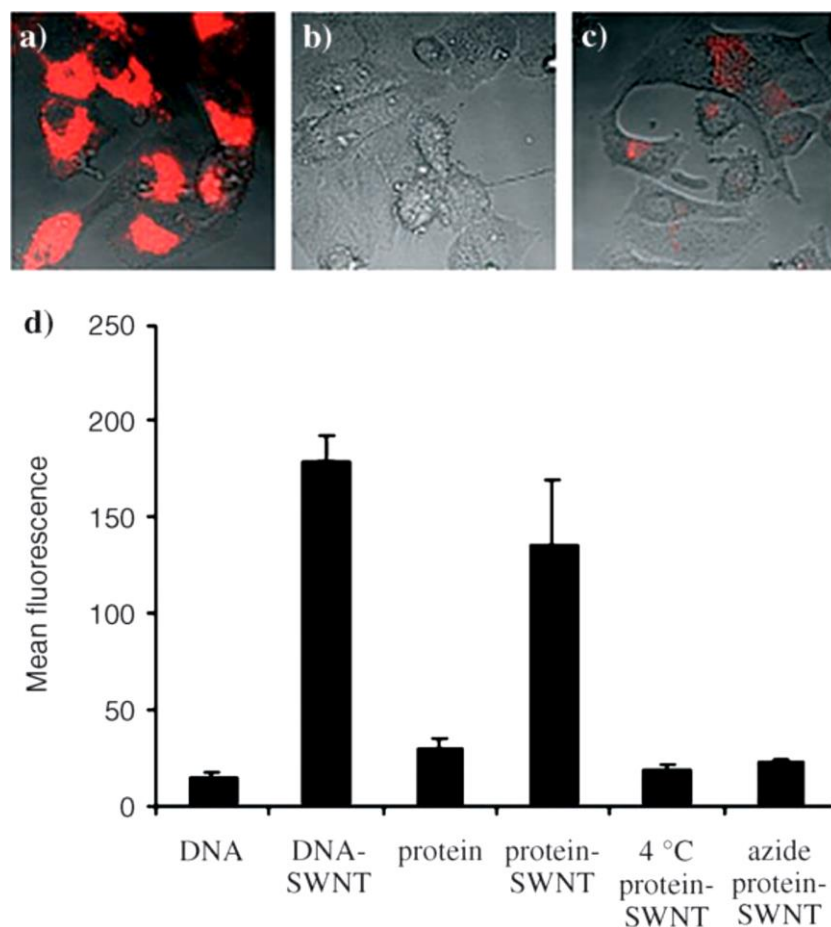 a)
b)
c)
d)
Mean fluorescence
250
200
150
100
50
0
DNA
DNA-
SWNT
protein
protein-
SWNT
4 °C
protein-
SWNT
azide
protein-
SWNT